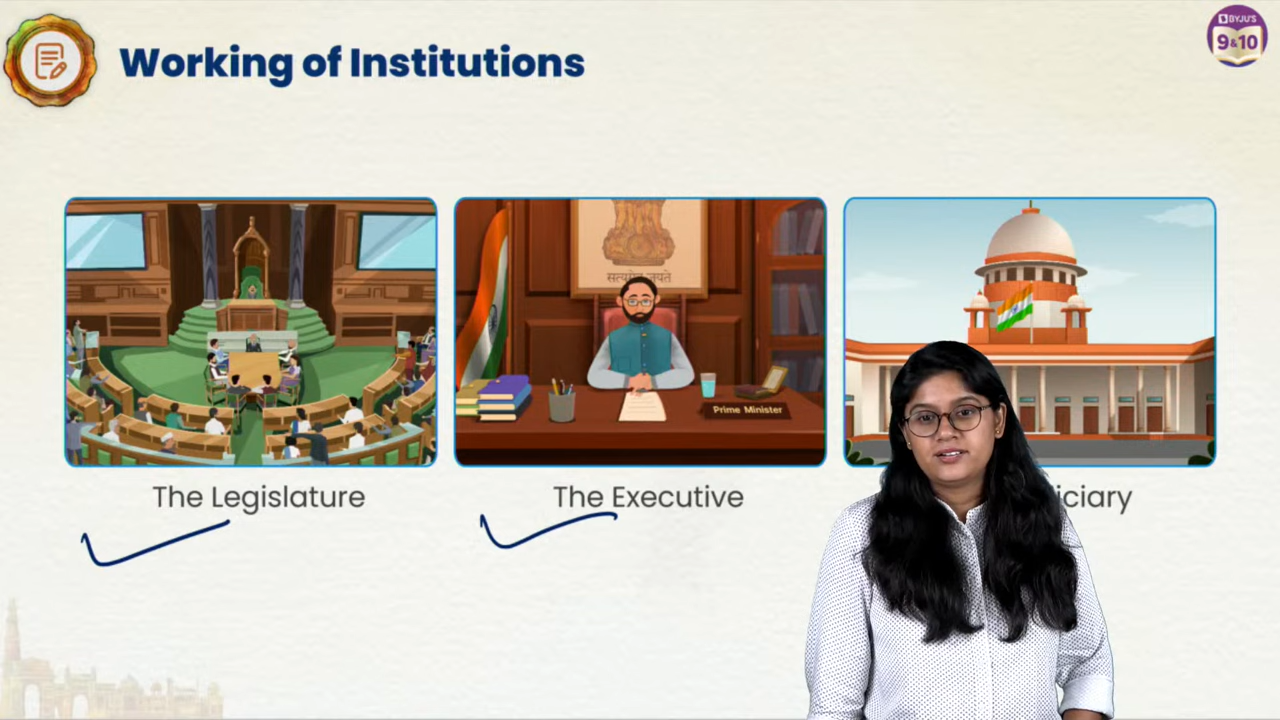 Working of Institutions
BYJU'S
9&10
सत्यमेव जयते
Prime Minister
The Legislature
The Executive
iciary